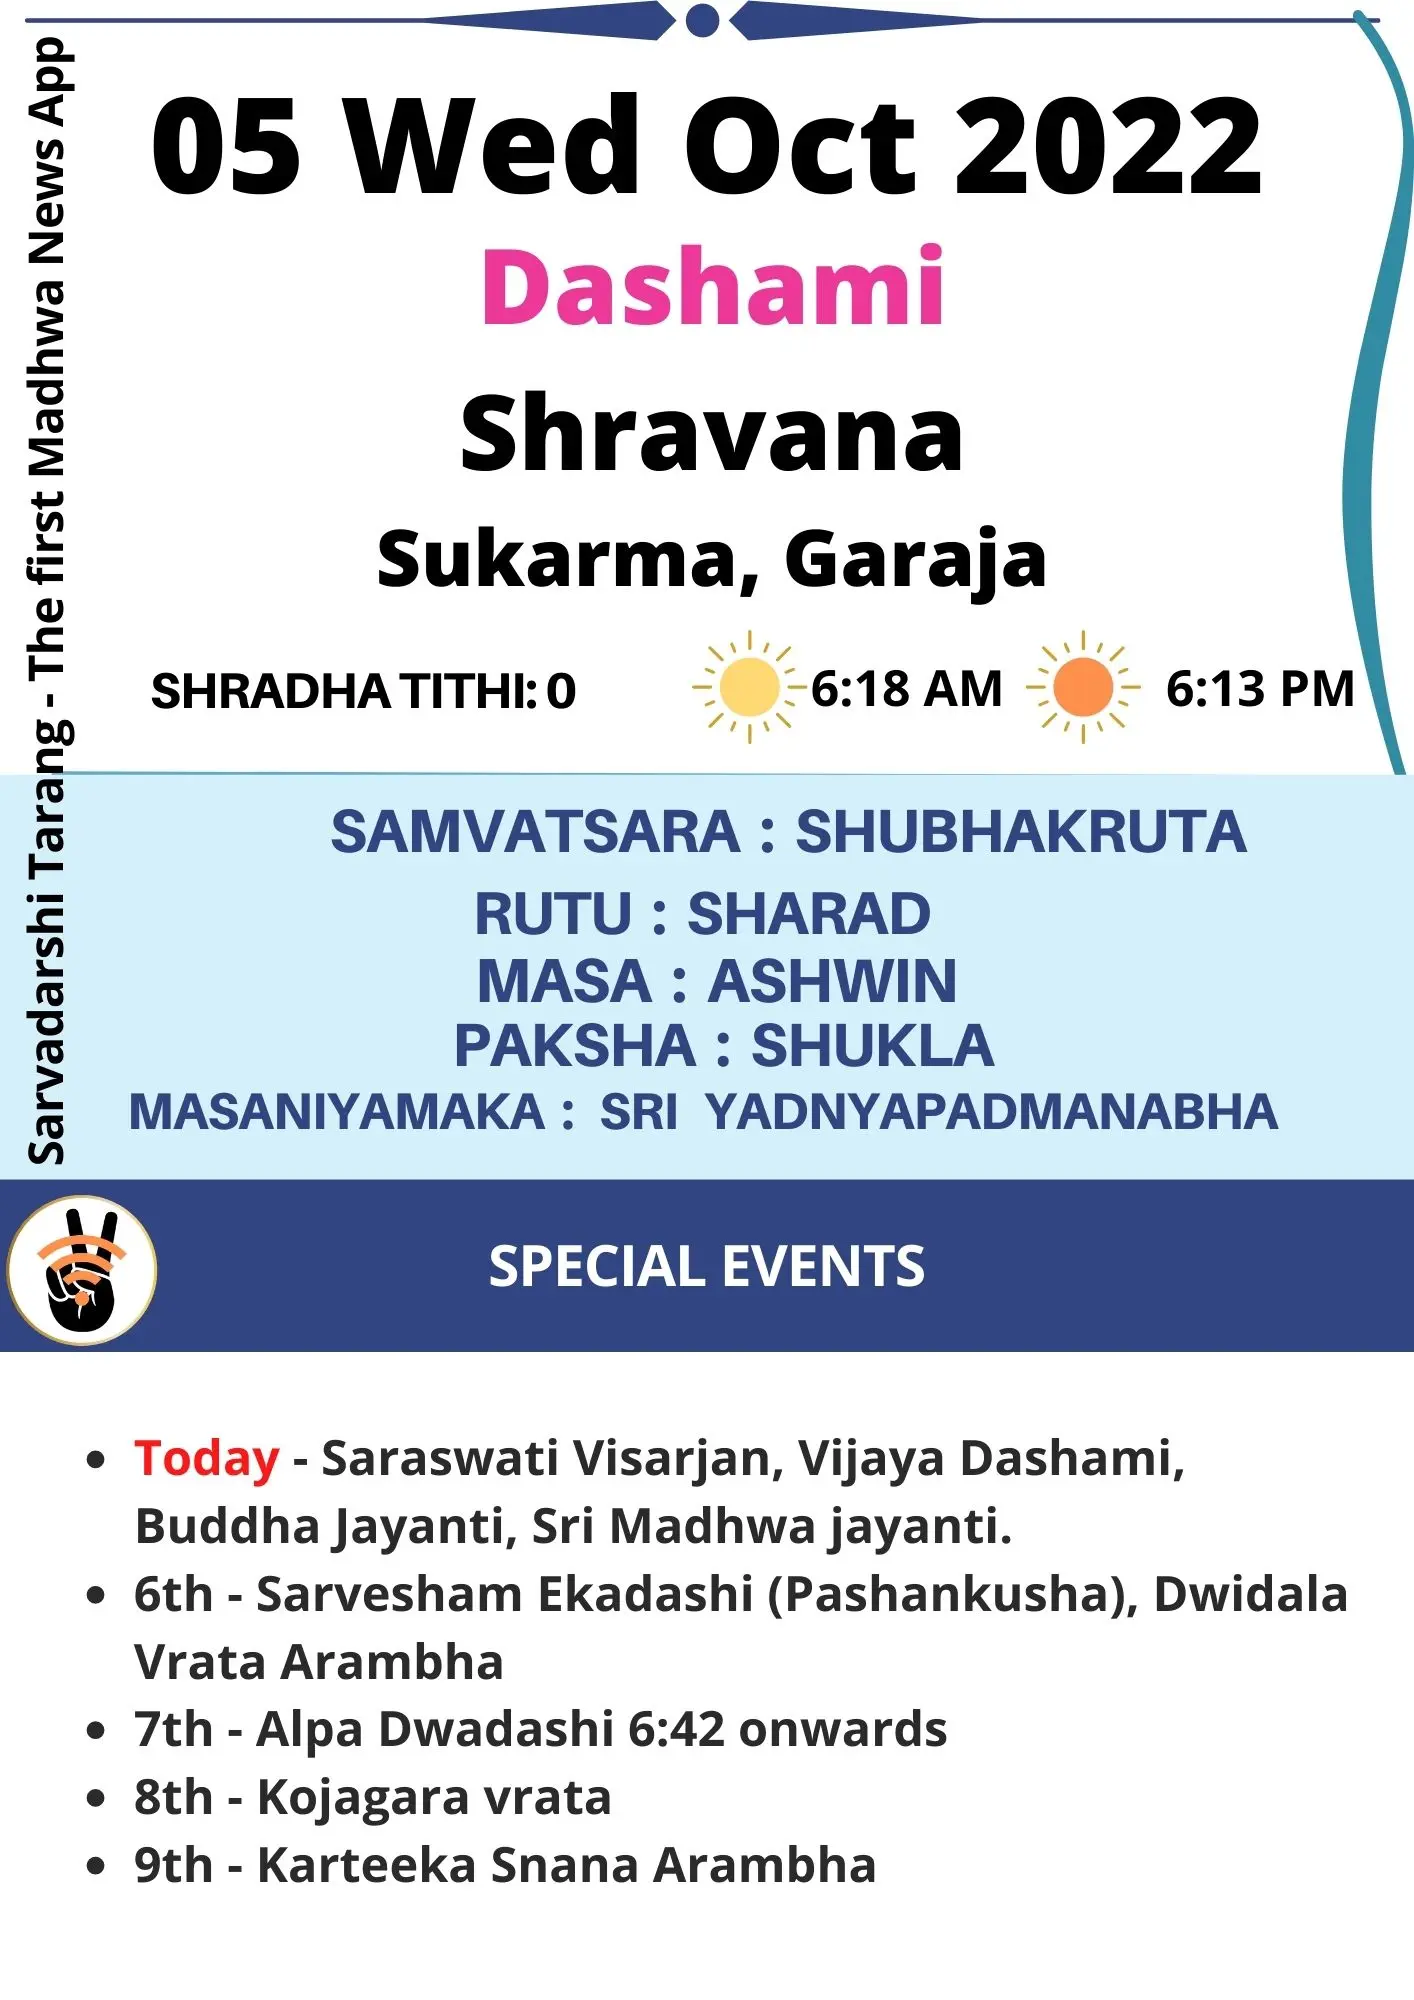 05 Wed Oct 2022
Dashami
Shravana
Sukarma, Garaja
SHRADHA TITHI: 0
6:18 AM
6:13 PM
Sarvadarshi Tarang - The first Madhwa News App
SAMVATSARA : SHUBHAKRUTA
RUTU : SHARAD
MASA : ASHWIN
PAKSHA : SHUKLA
MASANIYAMAKA : SRI YADNYAPADMANABHA
SPECIAL EVENTS
• Today - Saraswati Visarjan, Vijaya Dashami,
Buddha Jayanti, Sri Madhwa jayanti.
• 6th - Sarvesham Ekadashi (Pashankusha), Dwidala
Vrata Arambha
• 7th - Alpa Dwadashi 6:42 onwards
• 8th - Kojagara vrata
• 9th - Karteeka Snana Arambha